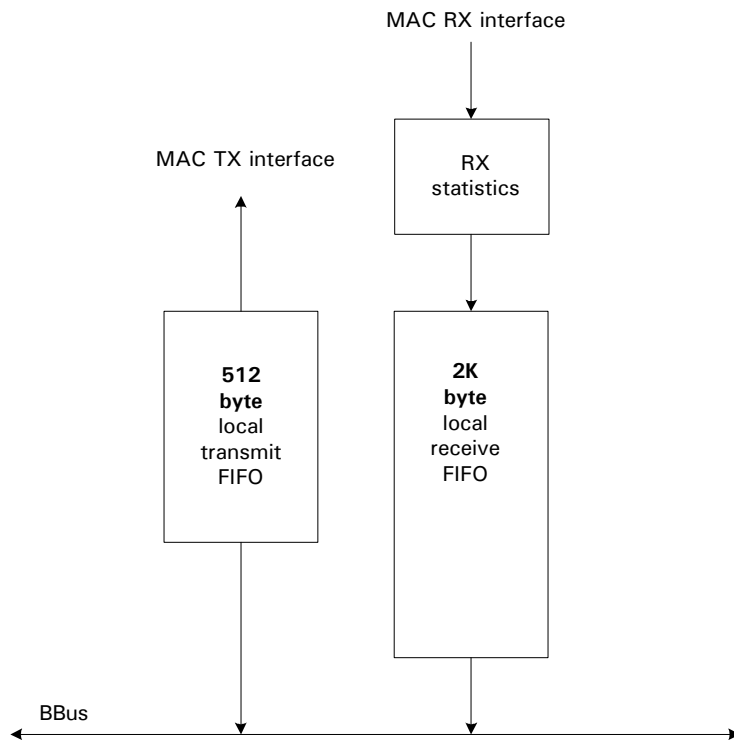 MAC RX interface
MAC TX interface
RX
statistics
512
byte
local
transmit
FIFO
2K
byte
local
receive
FIFO
BBus